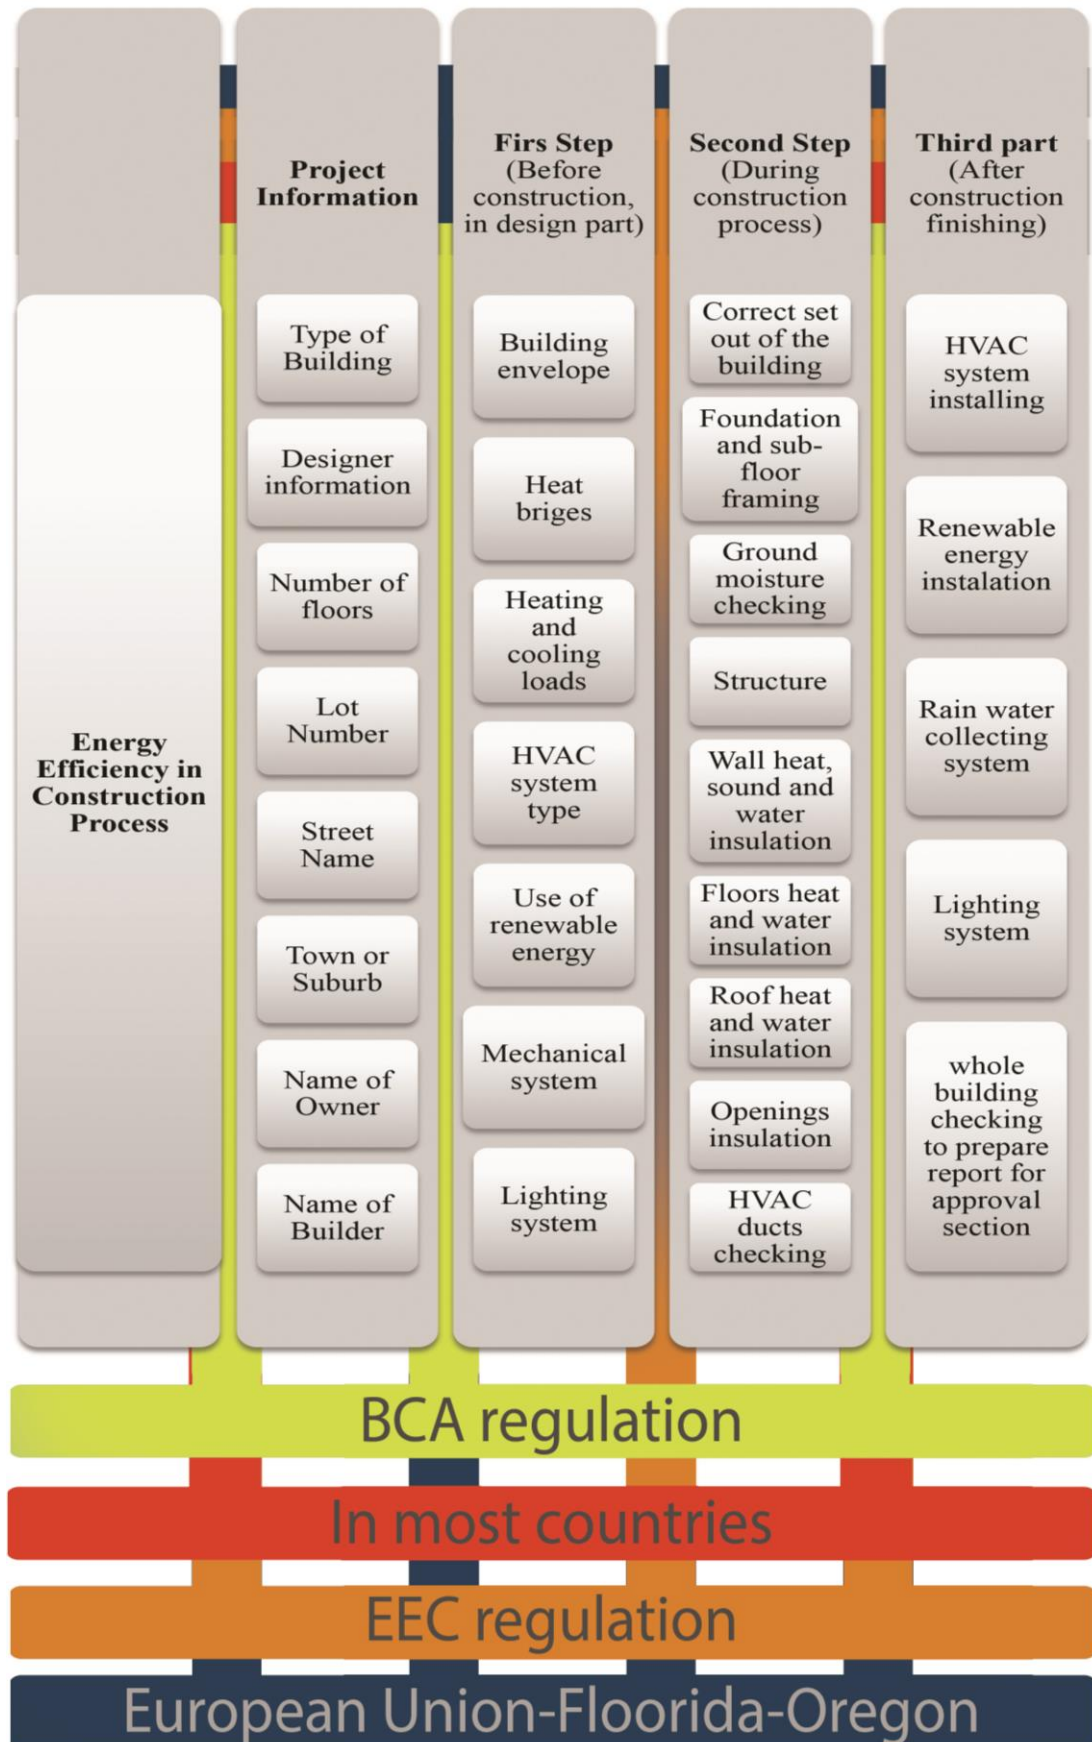 Energy
Efficiency in
Construction
Process
Project
Information
Type of
Building
Designer
information
Number of
floors
Lot
Number
Street
Name
Town or
Suburb
Name of
Owner
Name of
Builder
Firs Step
(Before
construction,
in design part)
Building
envelope
Heat
briges
Heating
and
cooling
loads
HVAC
system
type
Use of
renewable
energy
Mechanical
system
Lighting
system
Second Step
(During
construction
process)
Correct set
out of the
building
Foundation
and sub-
floor
framing
Ground
moisture
checking
Structure
Wall heat,
sound and
water
insulation
Floors heat
and water
insulation
Roof heat
and water
insulation
Openings
insulation
HVAC
ducts
checking
Third part
(After
construction
finishing)
HVAC
system
installing
Renewable
energy
instalation
Rain water
collecting
system
Lighting
system
whole
building
checking
to prepare
report for
approval
section
BCA regulation
In most countries
EEC regulation
European Union-Floorida-Oregon